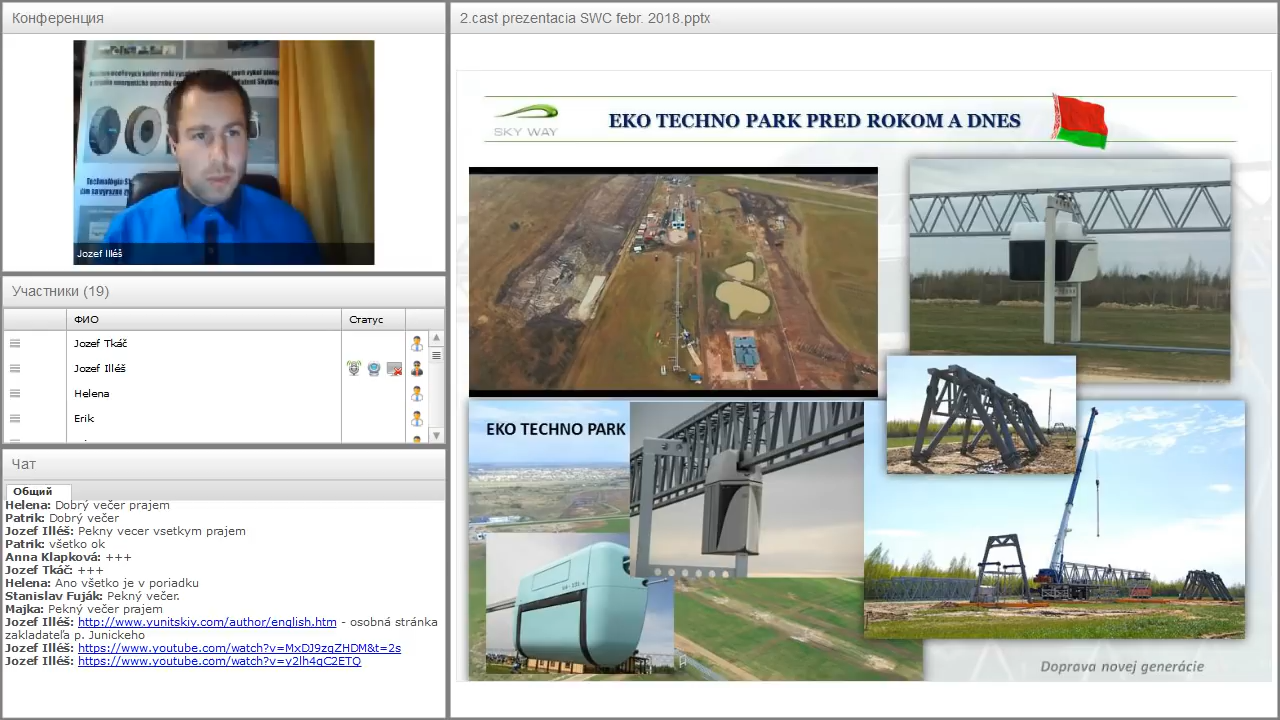 Конференция
Jozef Illéš
Участники (19)
ФИО
Статус
Jozef Tkáč
Jozef Illéš
Helena
Erik
Чат
Общий
Helena: Dobrý večer prajem
Patrik: Dobrý večer
Jozef Illéš: Pekny vecer vsetkym prajem
Patrik: všetko ok
Anna Klapková: +++
Jozef Tkáč: +++
Helena: Ano všetko je v poriadku
Stanislav Fuják: Pekný večer.
Majka: Pekný večer prajem
Jozef Illéš: http://www.yunitskiy.com/author/english.htm - osobná stránka
zakladateľa p. Junickeho
Jozef Illéš: https://www.youtube.com/watch?v=MxDJ9zqZHDM&t=2s
Jozef Illéš: https://www.youtube.com/watch?v=y2lh4gC2ETQ
2.cast prezentacia SWC febr. 2018.pptx
SKY WAY
EKO TECHNO PARK PRED ROKOM A DNES
EKO TECHNO PARK
Doprava novej generácie